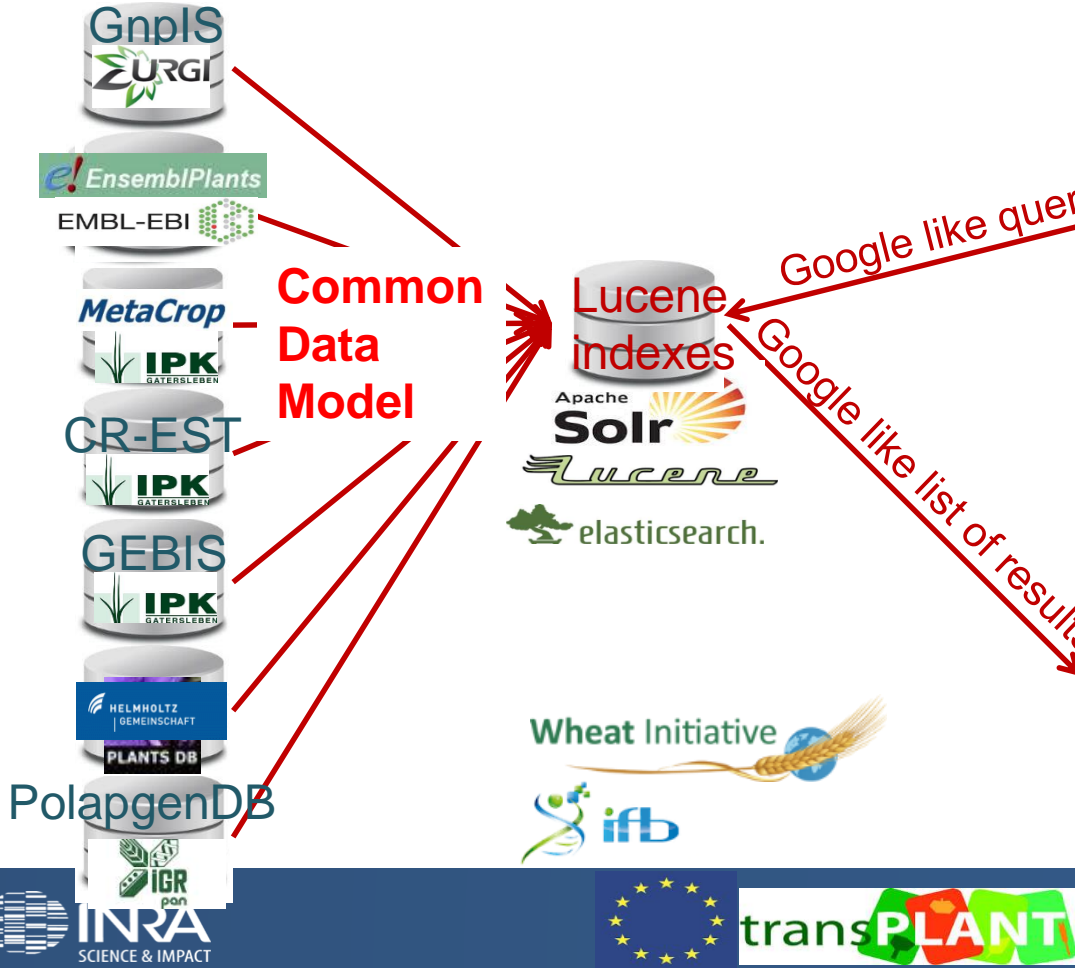 GnpIS
URGI
e! EnsemblPlants
EMBL-EBI
MetaCrop
IPK
GATERSLEBEN
CR-EST
IPK
GATERSLEBEN
GEBIS
IPK
GATERSLEBEN
HELMHOLTZ
GEMEINSCHAFT
PLANTS DB
PolapgenDB
IGR
pan
Common
Data
Model
Lucene
indexes
Apache
Solr
Lucene
elasticsearch.
Google like quer
Google like list of results
Wheat Initiative
ifb
INRA
SCIENCE & IMPACT
transPLANT